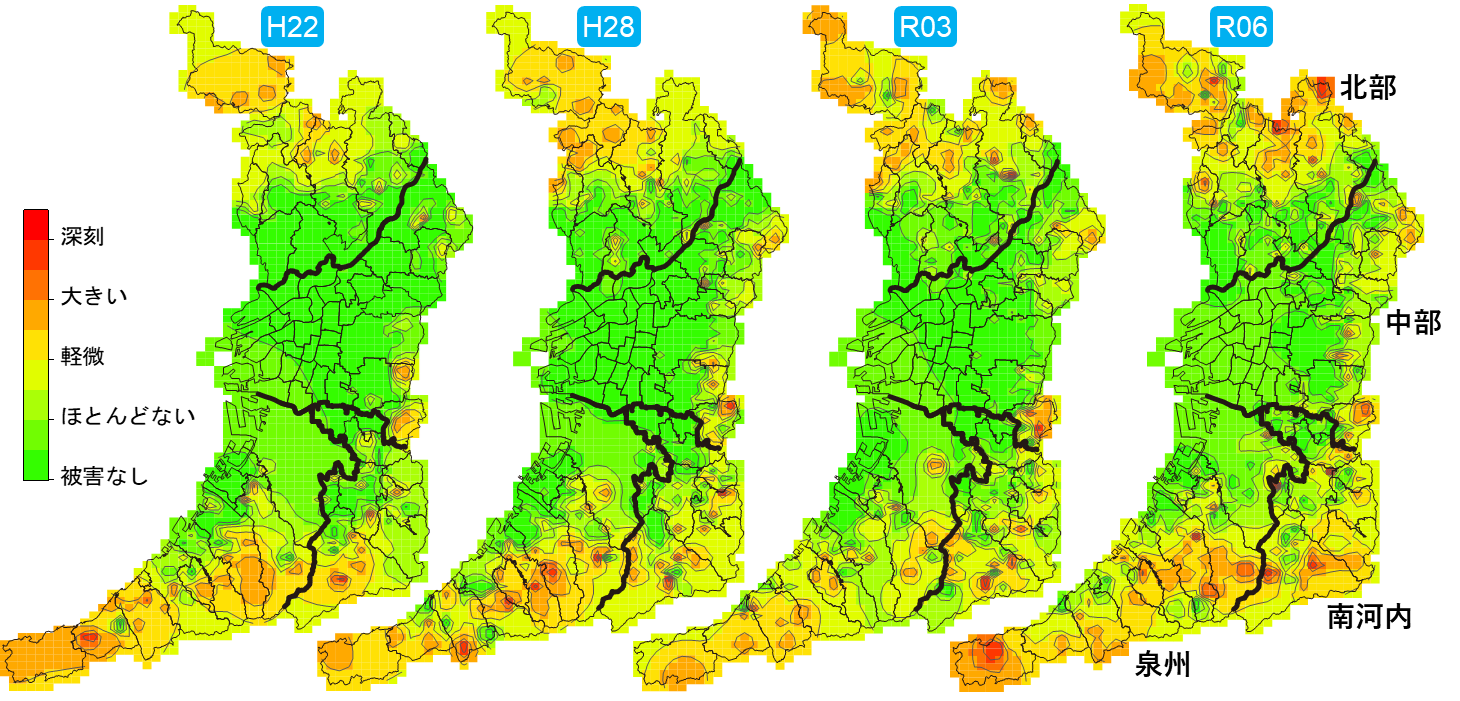 H22
H28
R03
R06
北部
深刻
大きい
中部
軽微
ほとんどない
被害なし
南河内
泉州